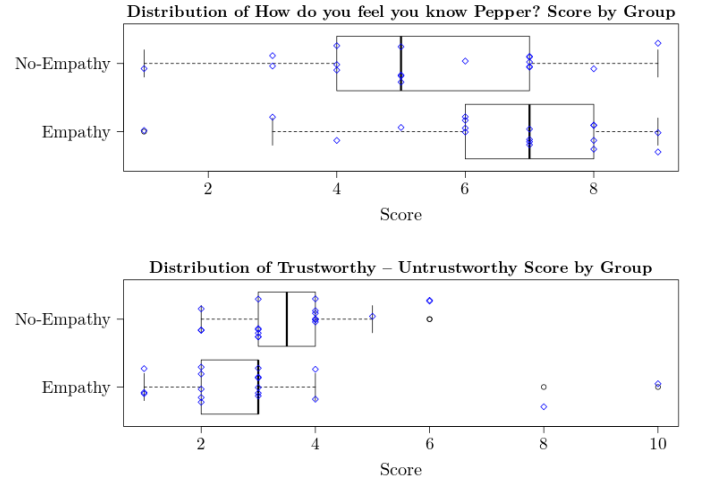 Distribution of How do you feel you know Pepper? Score by Group
No-Empathy
Empathy
2 4 6 8
Score
Distribution of Trustworthy – Untrustworthy Score by Group
No-Empathy
Empathy
2 4 6 8 10
Score